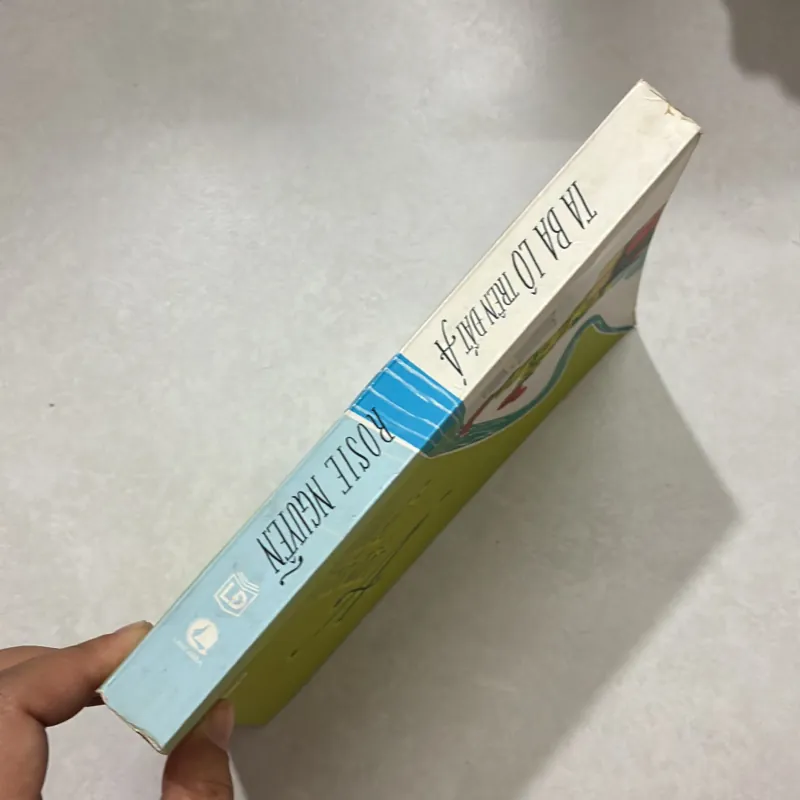 TA BA LÔ TRÊN ĐẤT Á
ROSIE NGUYỄN